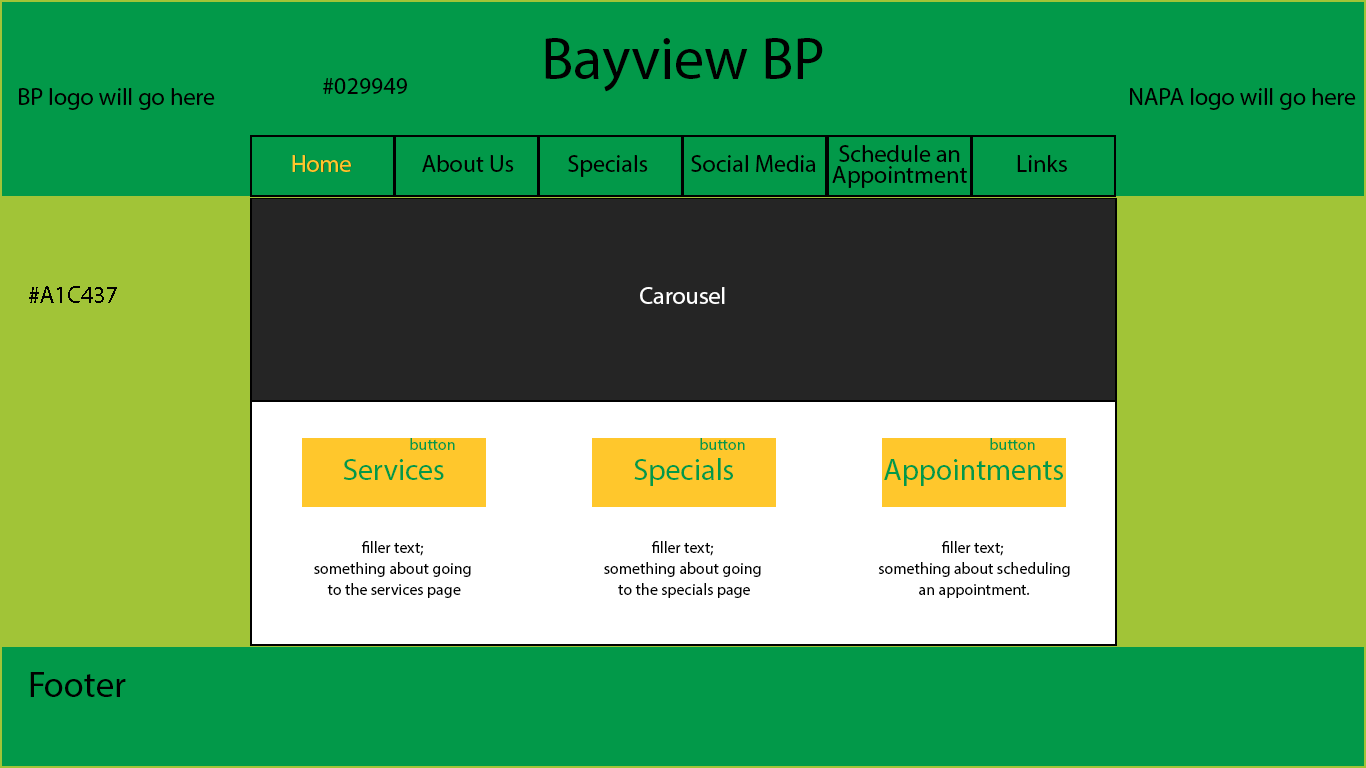 Bayview BP
#029949
BP logo will go here
NAPA logo will go here
Home
About Us
Specials
Social Media
Schedule an
Appointment
Links
#A1C437
Carousel
button
Services
button
Specials
button
Appointments
filler text;
something about going
to the services page
filler text;
something about going
to the specials page
filler text;
something about scheduling
an appointment.
Footer